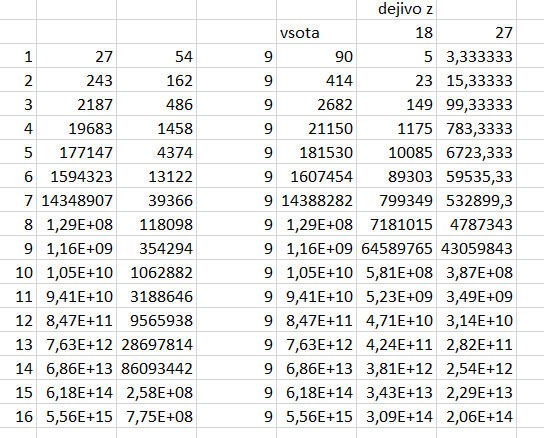 dejivo z
vsota 18 27
1 27 54 9 90 5 3,333333
2 243 162 9 414 23 15,33333
3 2187 486 9 2682 149 99,33333
4 19683 1458 9 21150 1175 783,3333
5 177147 4374 9 181530 10085 6723,333
6 1594323 13122 9 1607454 89303 59535,33
7 14348907 39366 9 14388282 799349 532899,3
8 1,29E+08 118098 9 1,29E+08 7181015 4787343
9 1,16E+09 354294 9 1,16E+09 64589765 43059843
10 1,05E+10 1062882 9 1,05E+10 5,81E+08 3,87E+08
11 9,41E+10 3188646 9 9,41E+10 5,23E+09 3,49E+09
12 8,47E+11 9565938 9 8,47E+11 4,71E+10 3,14E+10
13 7,63E+12 28697814 9 7,63E+12 4,24E+11 2,82E+11
14 6,86E+13 86093442 9 6,86E+13 3,81E+12 2,54E+12
15 6,18E+14 2,58E+08 9 6,18E+14 3,43E+13 2,29E+13
16 5,56E+15 7,75E+08 9 5,56E+15 3,09E+14 2,06E+14